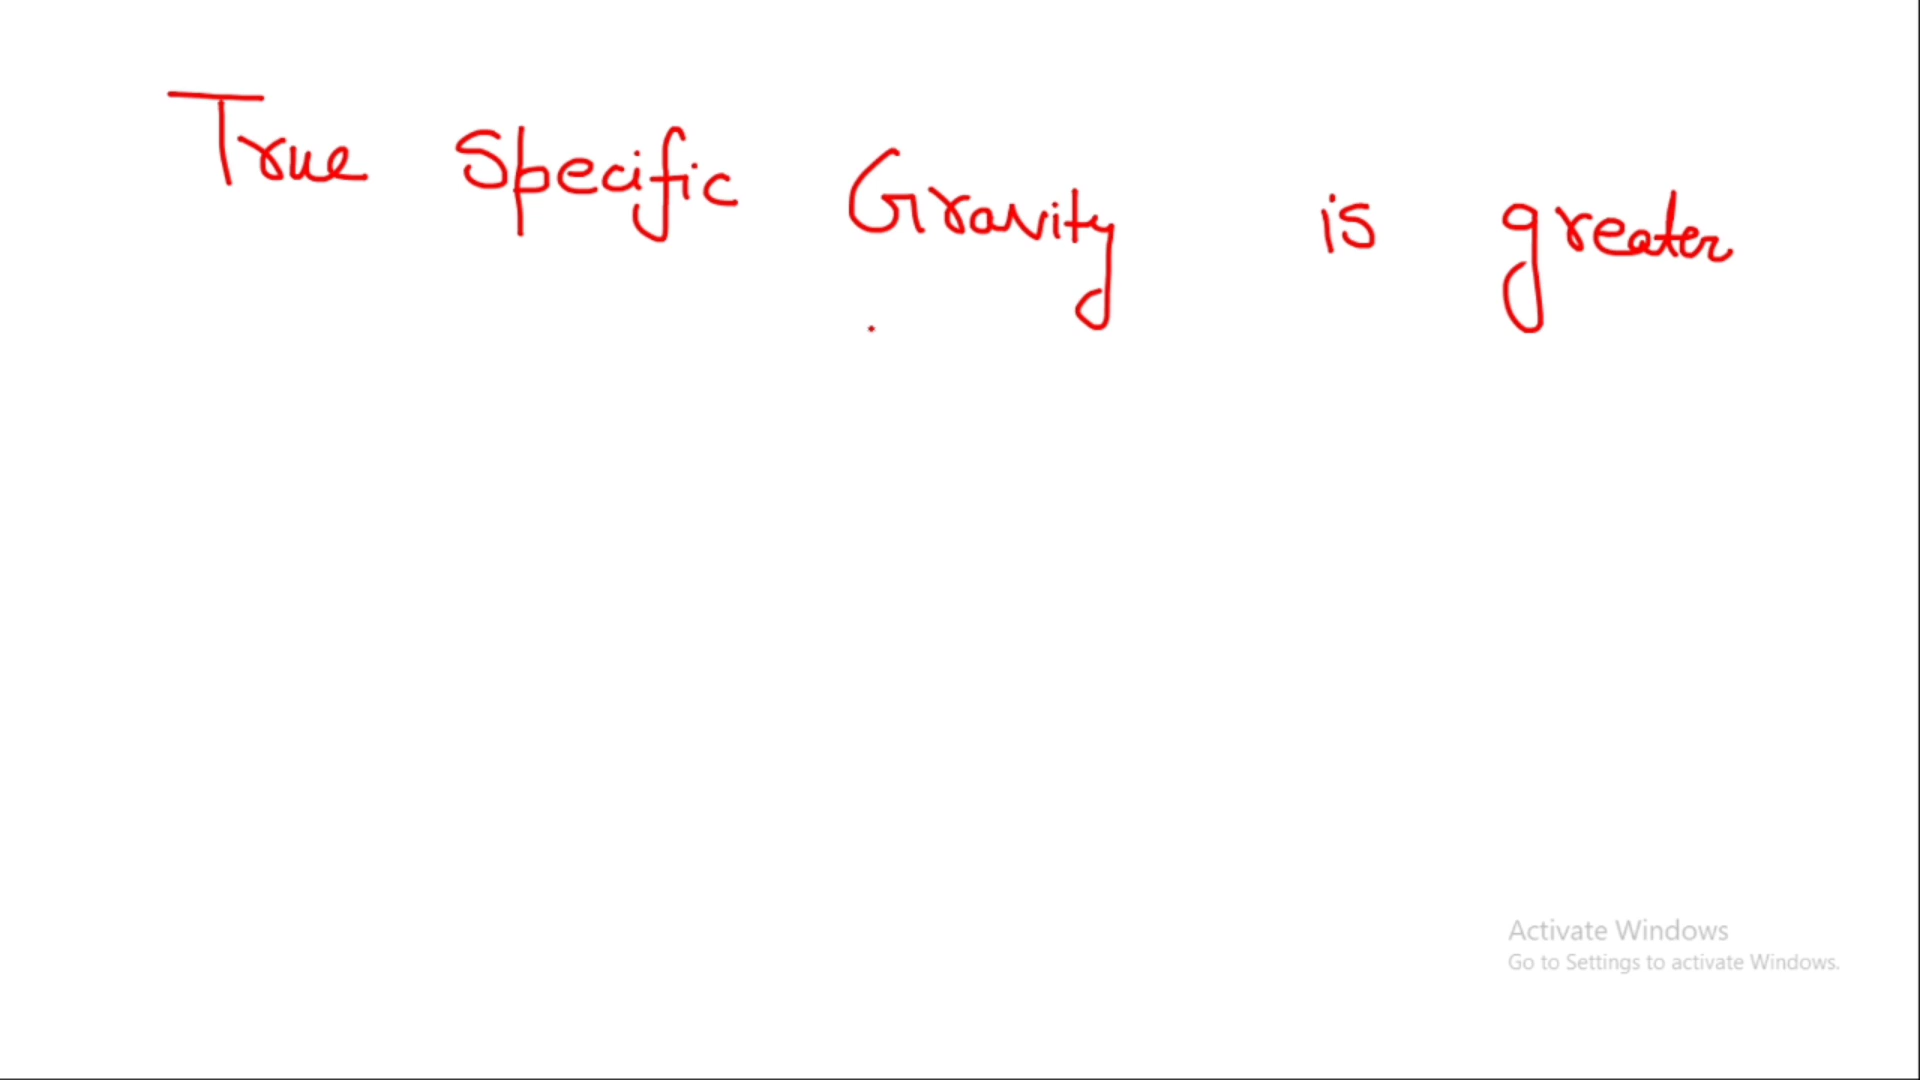 True Specific Gravity is greater
Activate Windows
Go to Settings to activate Windows.